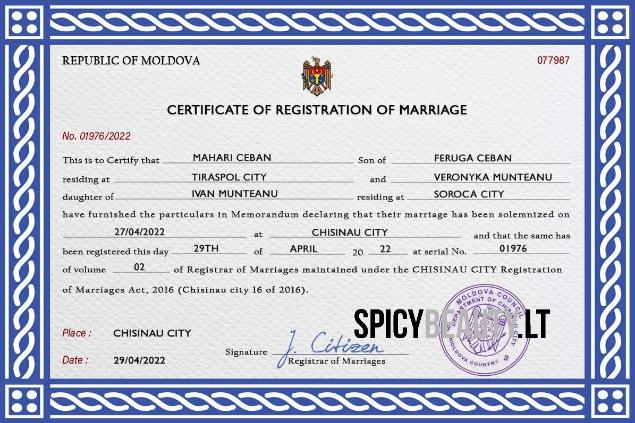 REPUBLIC OF MOLDOVA 077987
CERTIFICATE OF REGISTRATION OF MARRIAGE
No. 01976/2022
This is to Certify that MAHARI CEBAN Son of FERUGA CEBAN
residing at TIRASPOL CITY and VERONYKA MUNTEANU
daughter of IVAN MUNTEANU residing at SOROCA CITY
have furnished the particulars in Memorandum declaring that their marriage has been solemnized on
27/04/2022 at CHISINAU CITY and that the same has
been registered this day 29TH of APRIL 20 22 at serial No. 01976
of volume 02 of Registrar of Marriages maintained under the CHISINAU CITY Registration
of Marriages Act, 2016 (Chisinau city 16 of 2016).
SPICYBEAUTY.LT
MOLDOVA COUNCIL
DEPARTMENT OF CITY
MOLDOVA COUNTRY
Place : CHISINAU CITY
Signature J. Citizen
Registrar of Marriages
Date : 29/04/2022